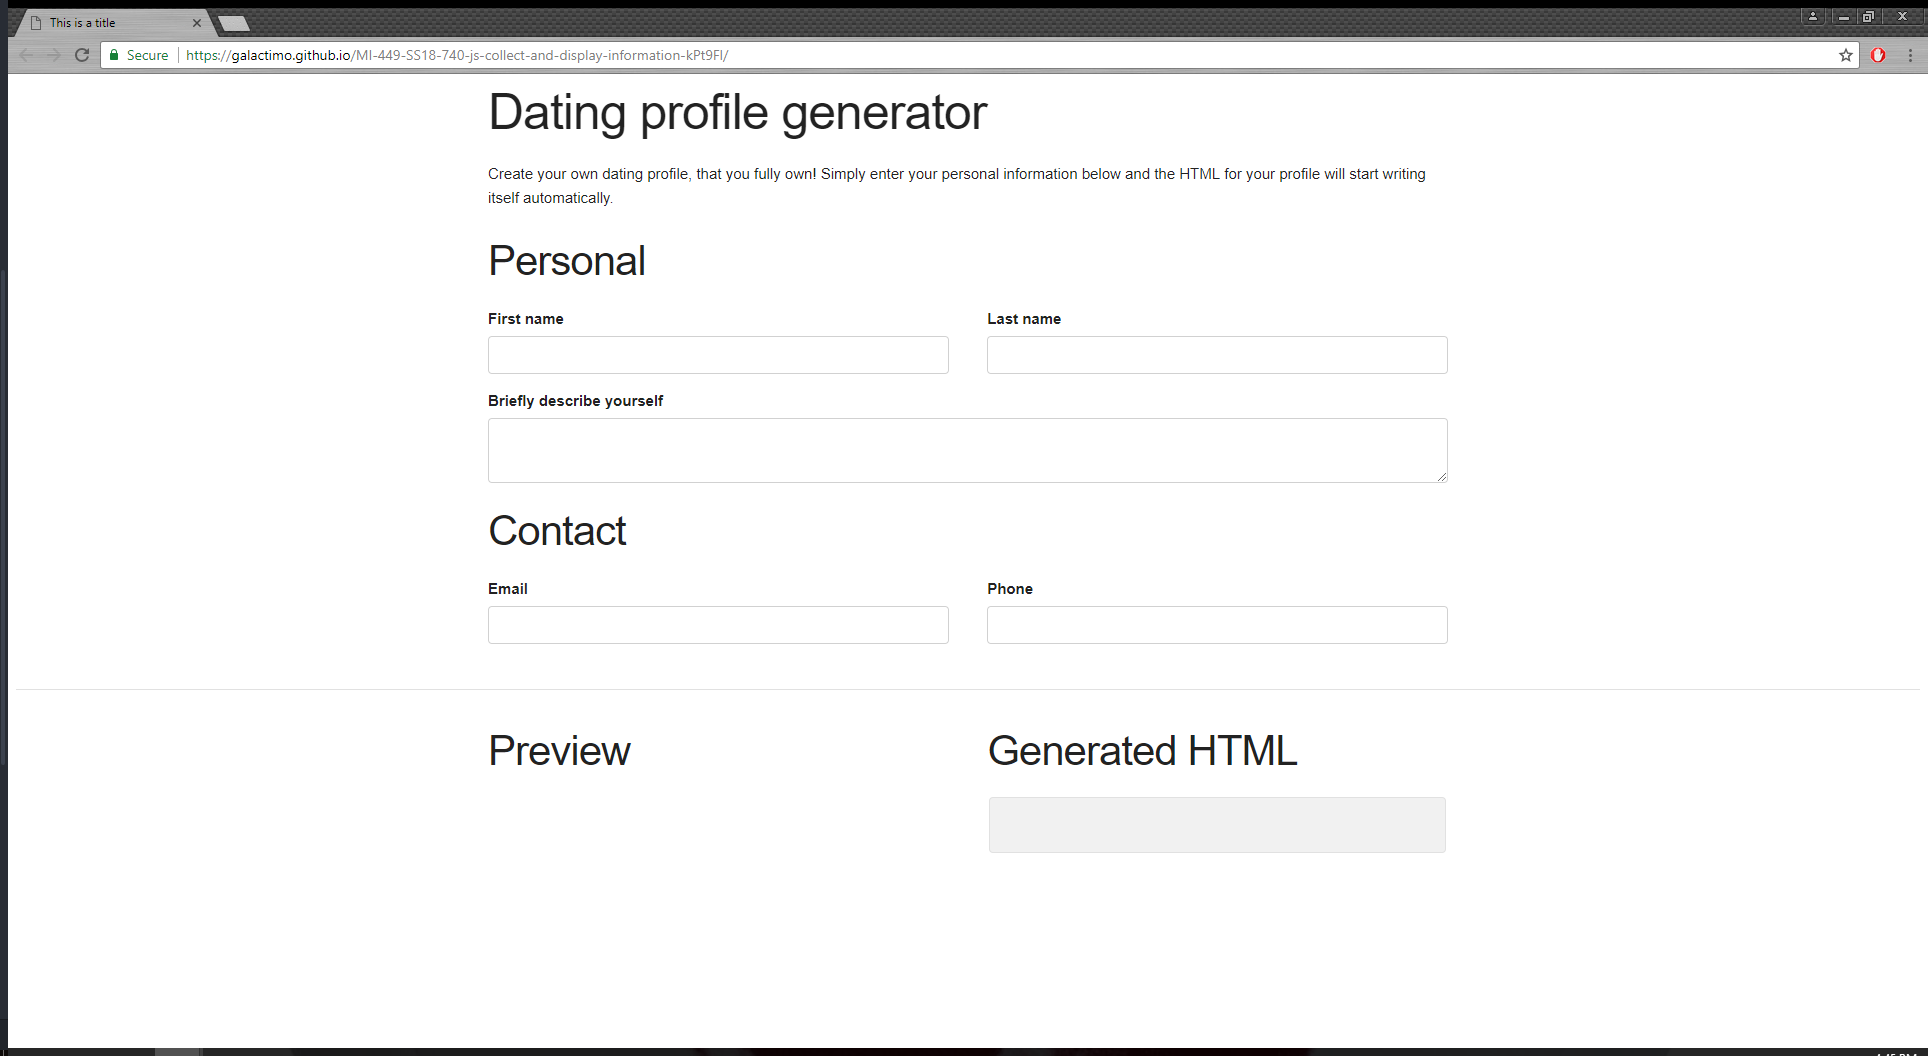 This is a title
Secure
https://galactimo.github.io/MI-449-SS18-740-js-collect-and-display-information-kPt9FI/
Dating profile generator
Create your own dating profile, that you fully own! Simply enter your personal information below and the HTML for your profile will start writing
itself automatically.
Personal
First name
Last name
Briefly describe yourself
Contact
Email
Phone
Preview
Generated HTML